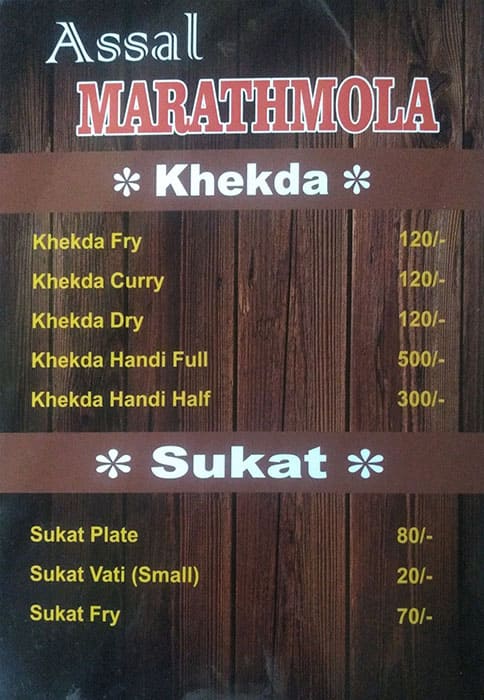 Assal
MARATHMOLA
* Khekda *
Khekda Fry 120/-
Khekda Curry 120/-
Khekda Dry 120/-
Khekda Handi Full 500/-
Khekda Handi Half 300/-
* Sukat *
Sukat Plate 80/-
Sukat Vati (Small) 20/-
Sukat Fry 70/-